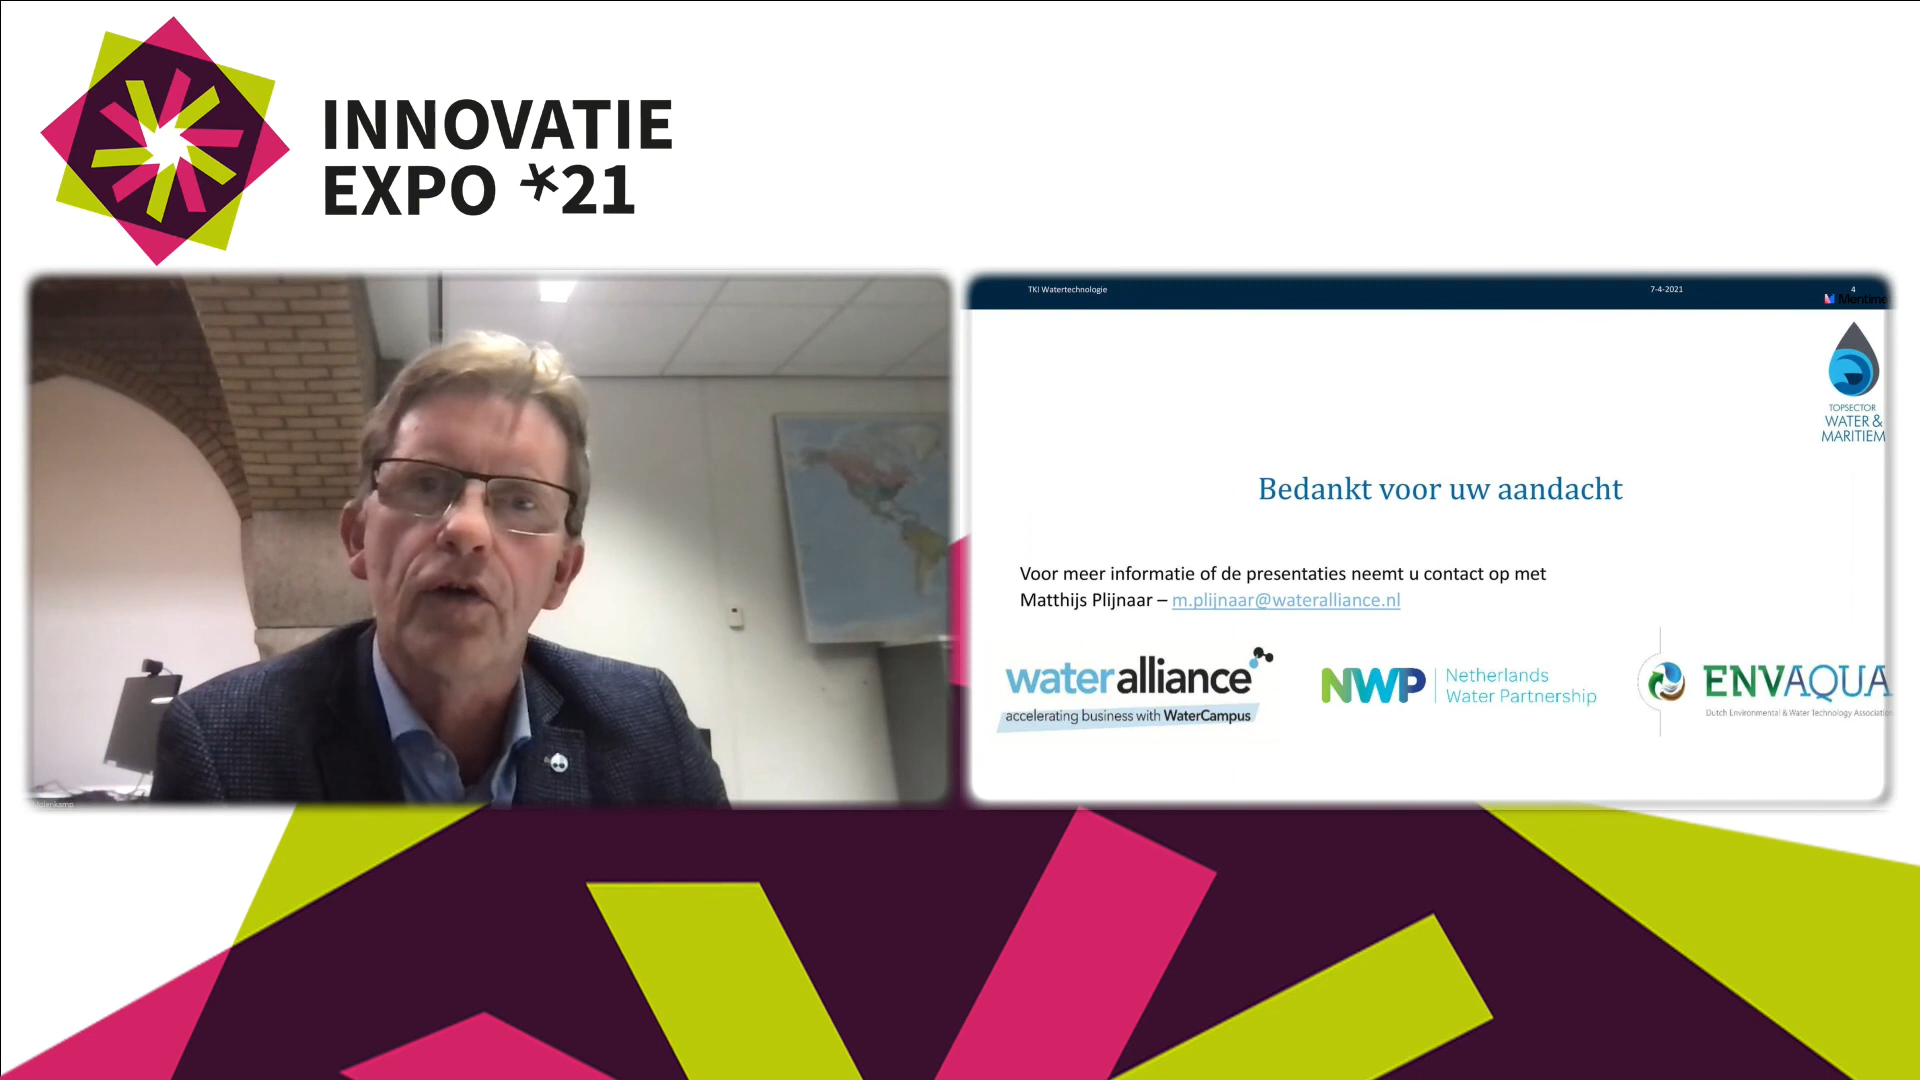 INNOVATIE
EXPO *21
TKI Watertechnologie
7-4-2021
4
TOPSECTOR
WATER &
MARITIEM
Bedankt voor uw aandacht
Voor meer informatie of de presentaties neemt u contact op met
Matthijs Plijnaar – m.plijnaar@wateralliance.nl
wateralliance
accelerating business with WaterCampus
NWP
Netherlands
Water Partnership
ENVAQUA
Dutch Environmental & Water Technology Association